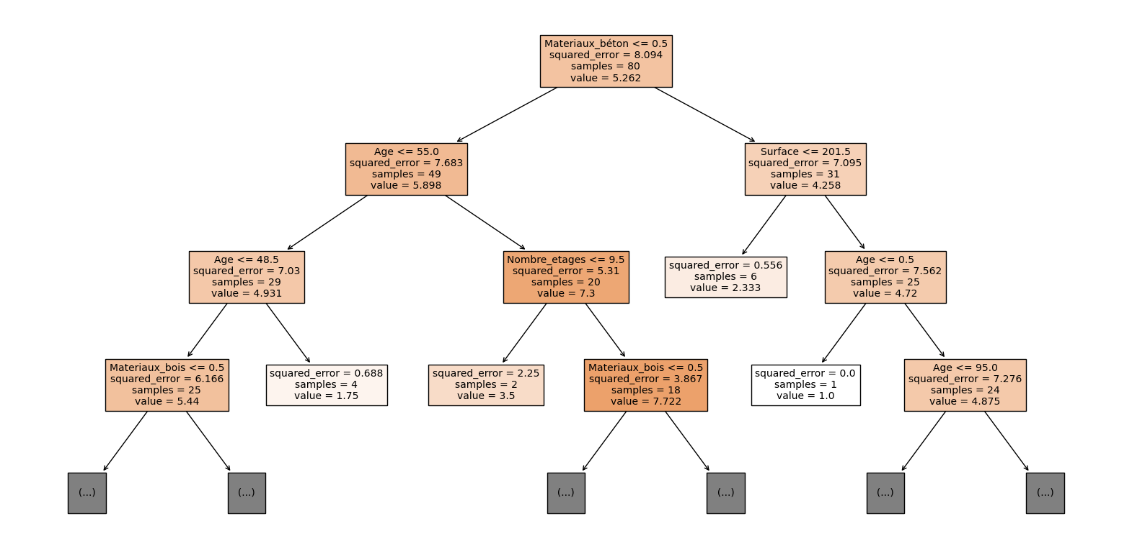 Materiaux_béton <= 0.5
squared_error = 8.094
samples = 80
value = 5.262
Age <= 55.0
squared_error = 7.683
samples = 49
value = 5.898
Surface <= 201.5
squared_error = 7.095
samples = 31
value = 4.258
Age <= 48.5
squared_error = 7.03
samples = 29
value = 4.931
Nombre_etages <= 9.5
squared_error = 5.31
samples = 20
value = 7.3
squared_error = 0.556
samples = 6
value = 2.333
Age <= 0.5
squared_error = 7.562
samples = 25
value = 4.72
Materiaux_bois <= 0.5
squared_error = 6.166
samples = 25
value = 5.44
squared_error = 0.688
samples = 4
value = 1.75
squared_error = 2.25
samples = 2
value = 3.5
Materiaux_bois <= 0.5
squared_error = 3.867
samples = 18
value = 7.722
squared_error = 0.0
samples = 1
value = 1.0
Age <= 95.0
squared_error = 7.276
samples = 24
value = 4.875
(...)
(...)
(...)
(...)
(...)
(...)